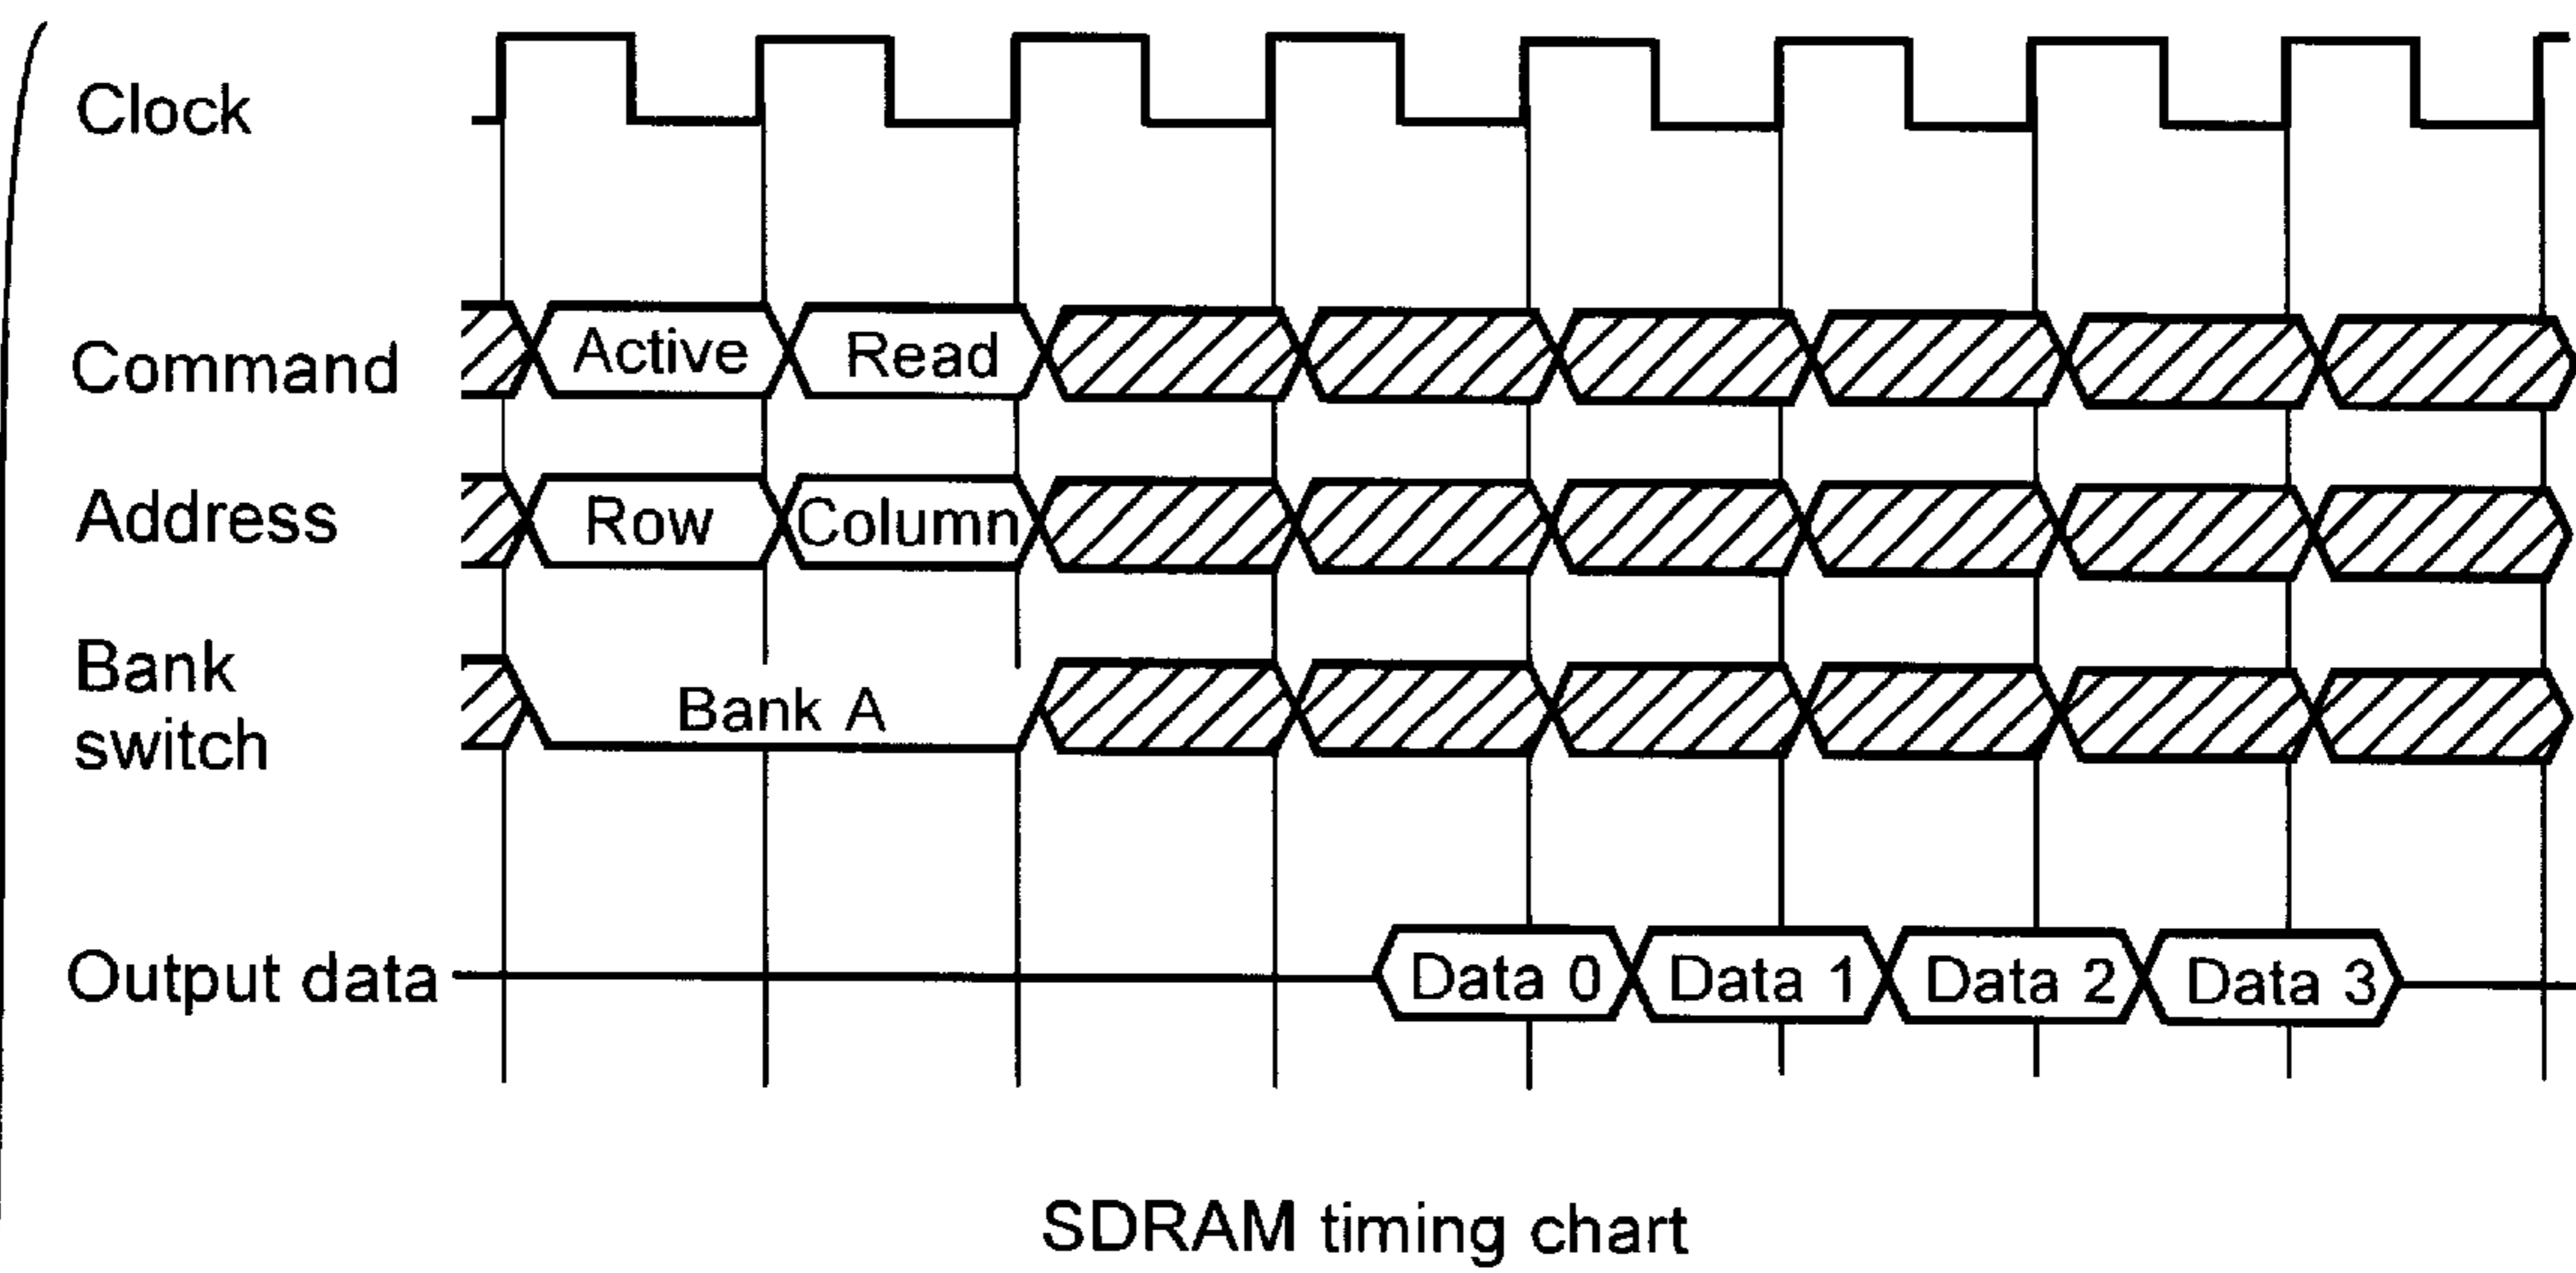 Clock
Command
Active
Read
Address
Row
Column
Bank
switch
Bank A
Output data
Data 0
Data 1
Data 2
Data 3
SDRAM timing chart